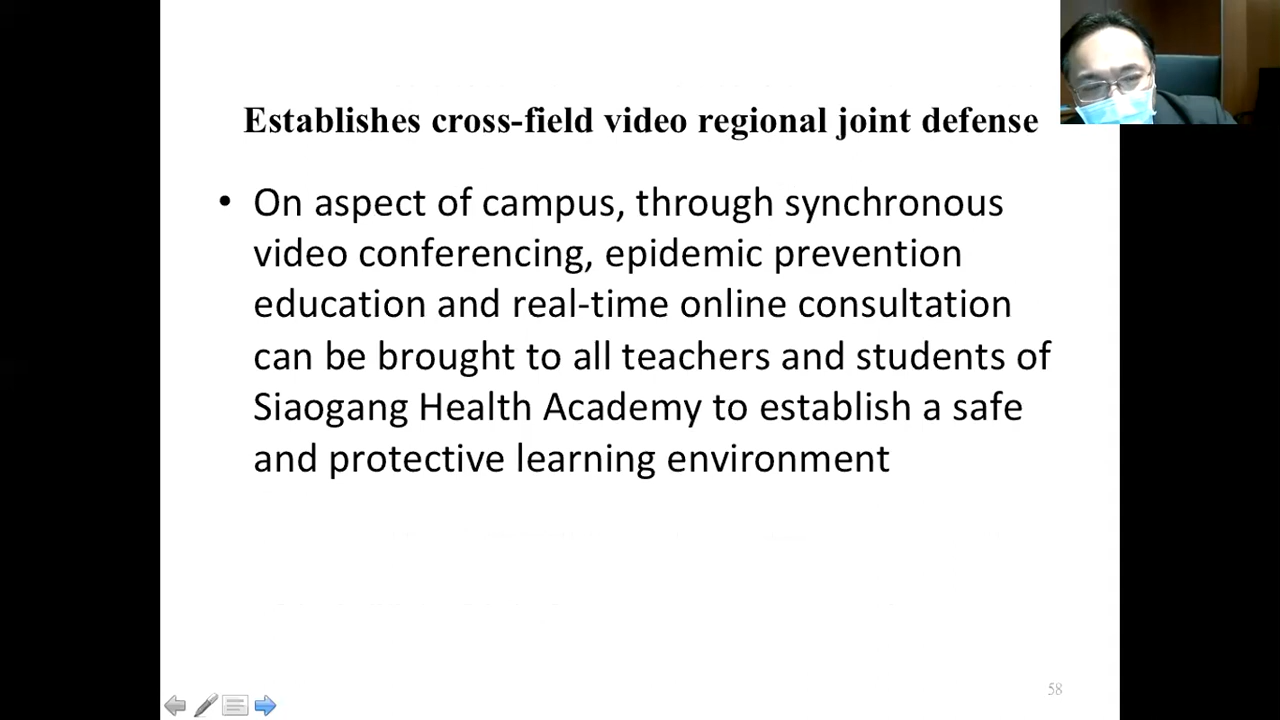 Establishes cross-field video regional joint defense
• On aspect of campus, through synchronous
video conferencing, epidemic prevention
education and real-time online consultation
can be brought to all teachers and students of
Siaogang Health Academy to establish a safe
and protective learning environment
58